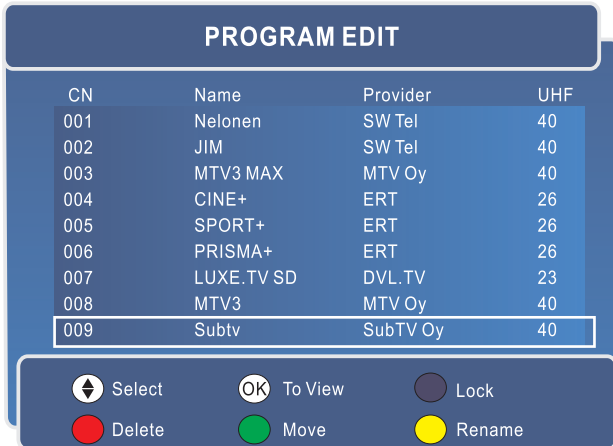 PROGRAM EDIT
CN Name Provider UHF
001 Nelonen SW Tel 40
002 JIM SW Tel 40
003 MTV3 MAX MTV Oy 40
004 CINE+ ERT 26
005 SPORT+ ERT 26
006 PRISMA+ ERT 26
007 LUXE.TV SD DVL.TV 23
008 MTV3 MTV Oy 40
009 Subtv SubTV Oy 40
Select OK To View Lock
Delete Move Rename